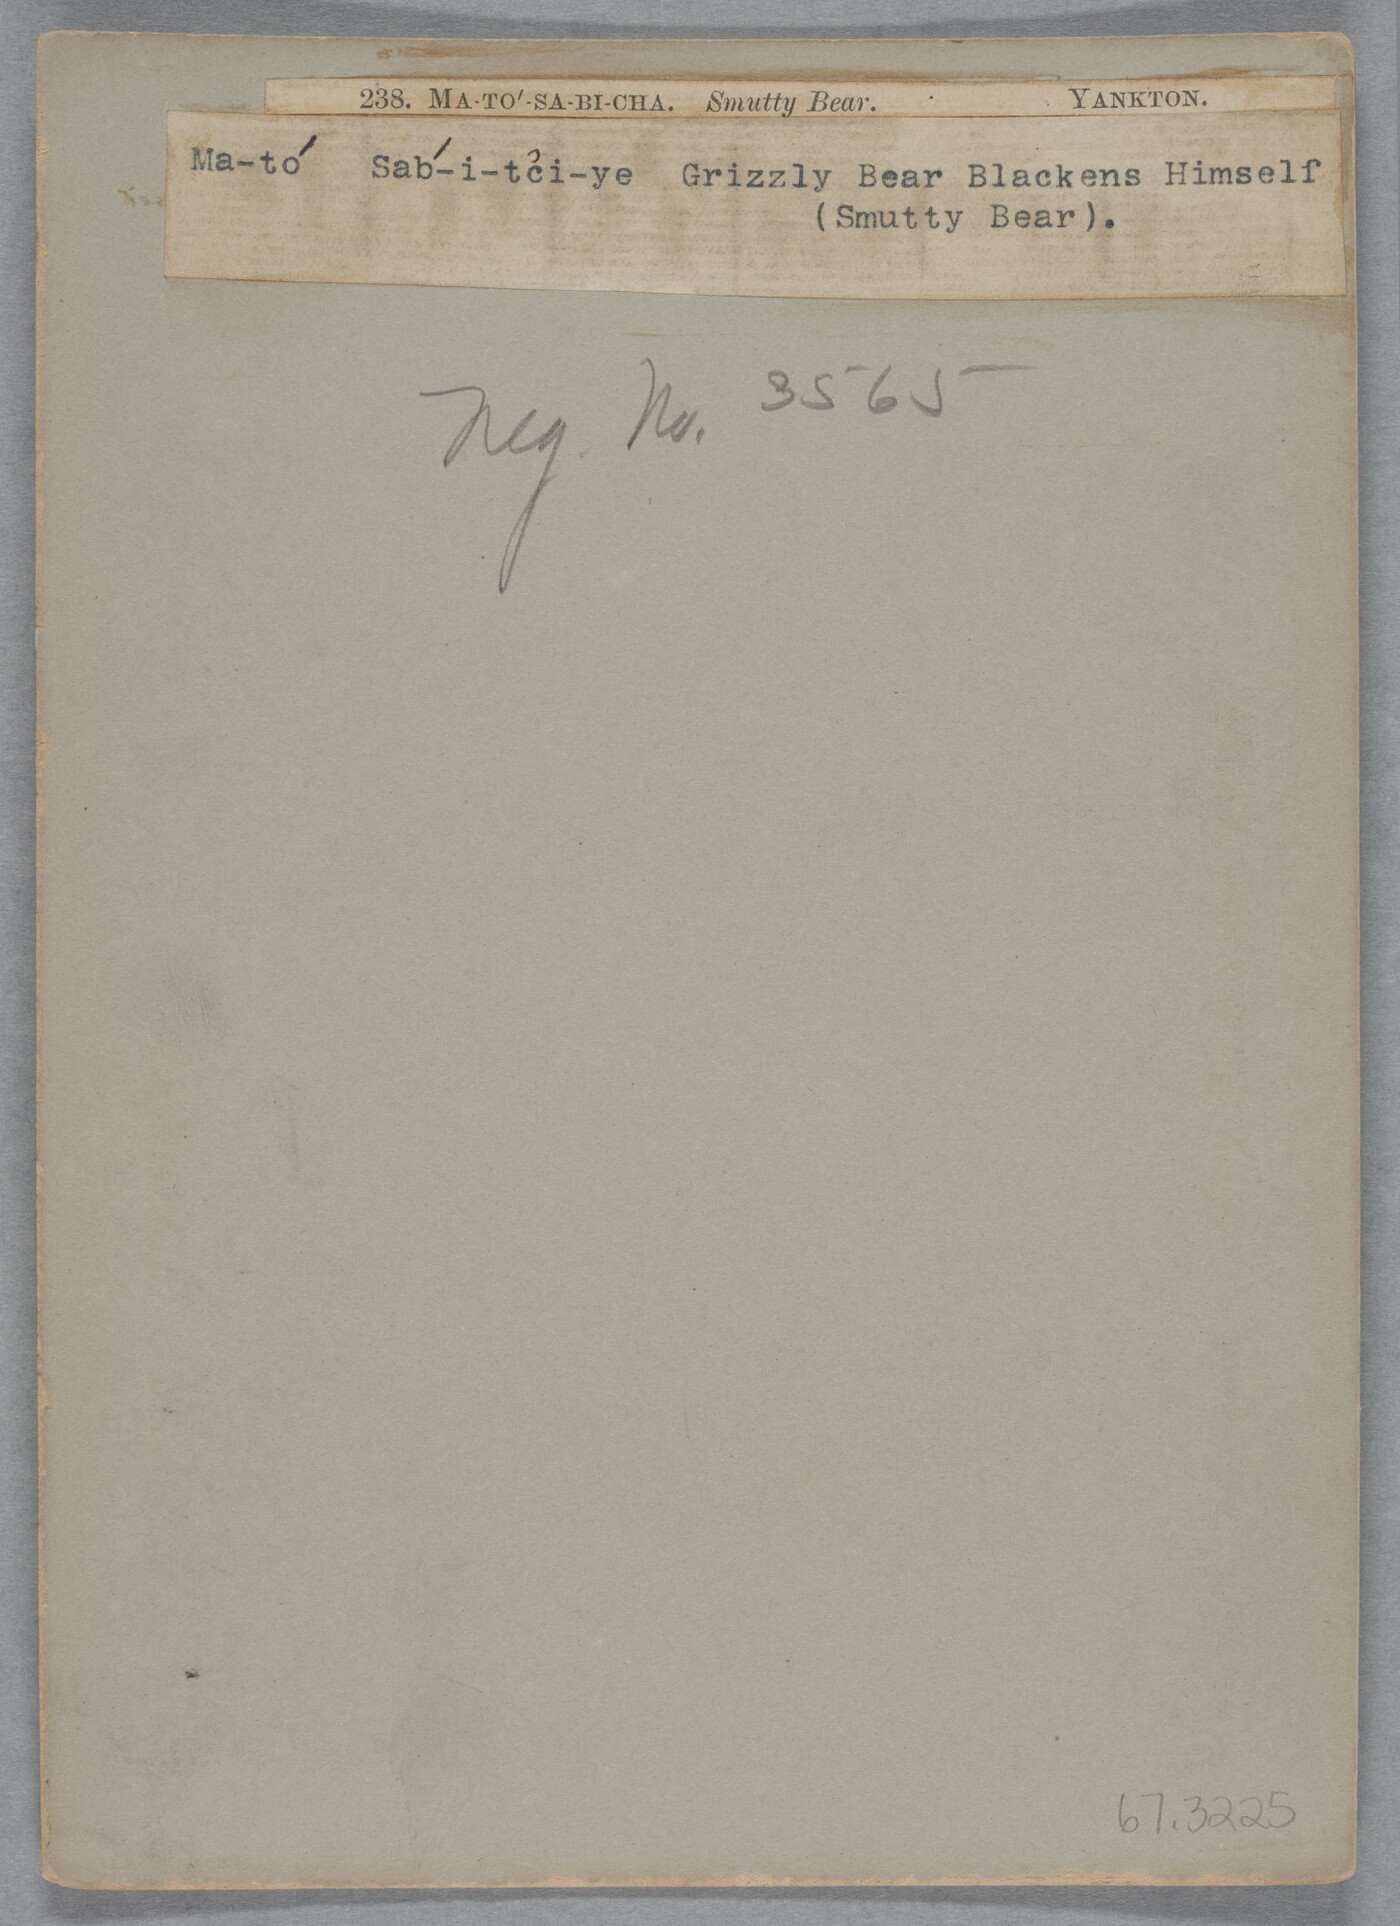 238. MA-TO′-SA-BI-CHA. Smutty Bear. YANKTON.
Ma-to′ Sab′-i-tći-ye Grizzly Bear Blackens Himself
(Smutty Bear).
Neg. No. 3565
67.3225